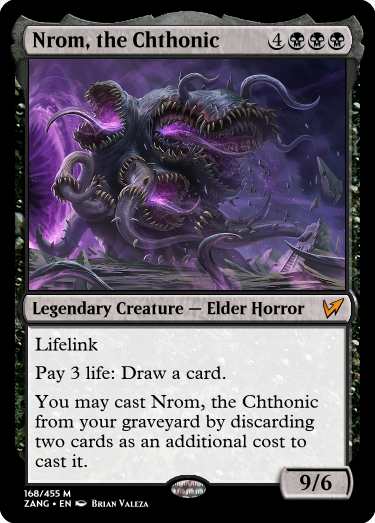 Nrom, the Chthonic 4
Legendary Creature — Elder Horror
Lifelink
Pay 3 life: Draw a card.
You may cast Nrom, the Chthonic
from your graveyard by discarding
two cards as an additional cost to
cast it.
9/6
168/455 M
ZANG • EN Brian Valeza